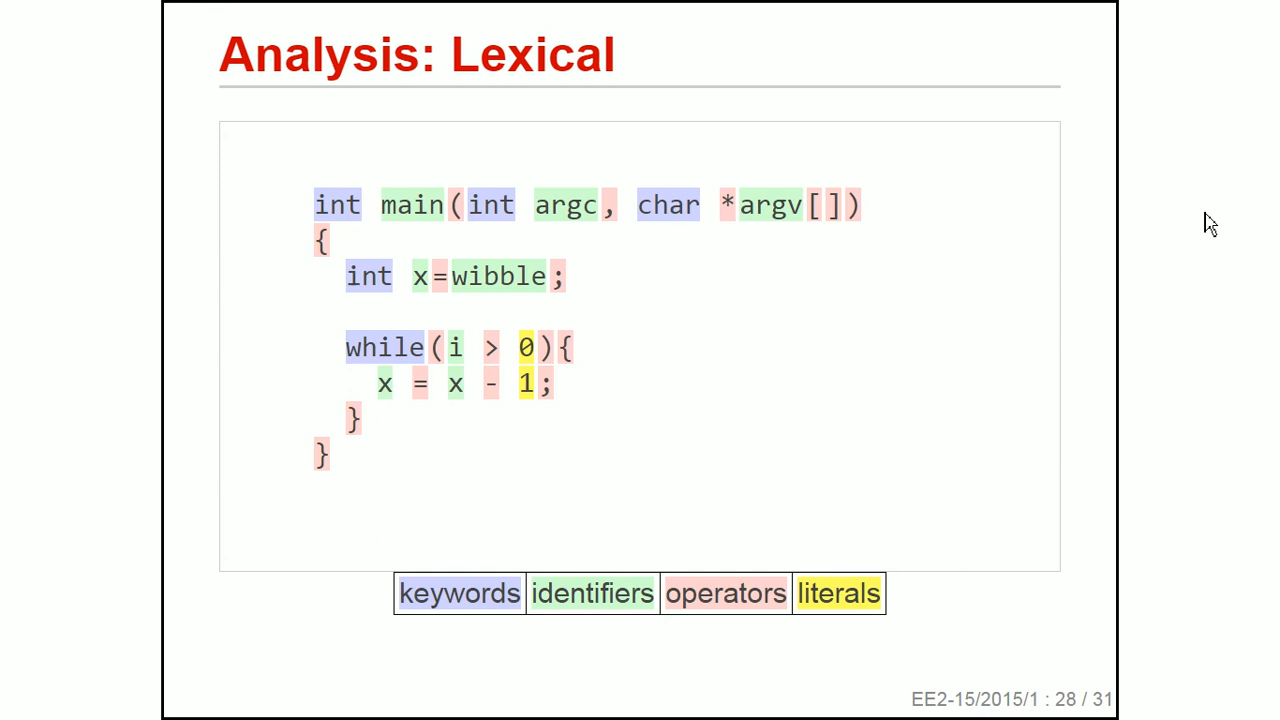 Analysis: Lexical
int main(int argc, char *argv[])
{
int x=wibble;
while(i > 0){
x = x - 1;
}
}
keywords identifiers operators literals
EE2-15/2015/1 : 28 / 31